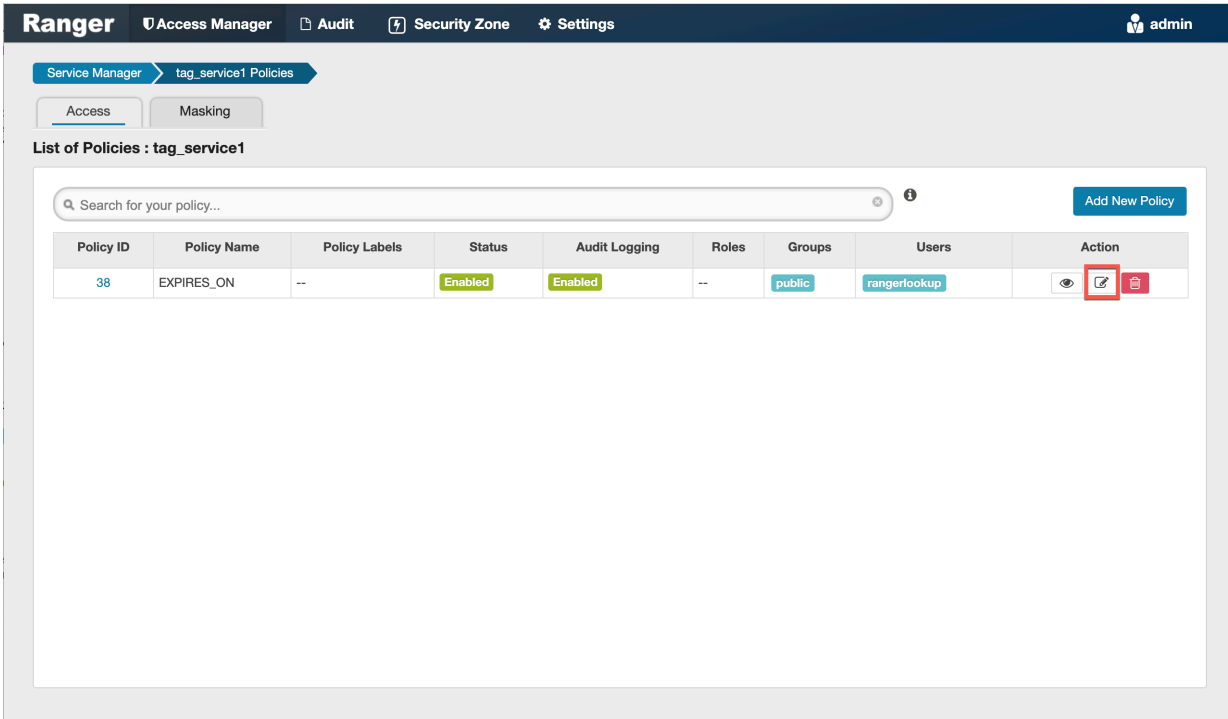 Ranger Access Manager Audit Security Zone Settings admin
Service Manager tag_service1 Policies
Access Masking
List of Policies : tag_service1
Search for your policy... Add New Policy
Policy ID Policy Name Policy Labels Status Audit Logging Roles Groups Users Action
38 EXPIRES_ON -- Enabled Enabled -- public rangerlookup